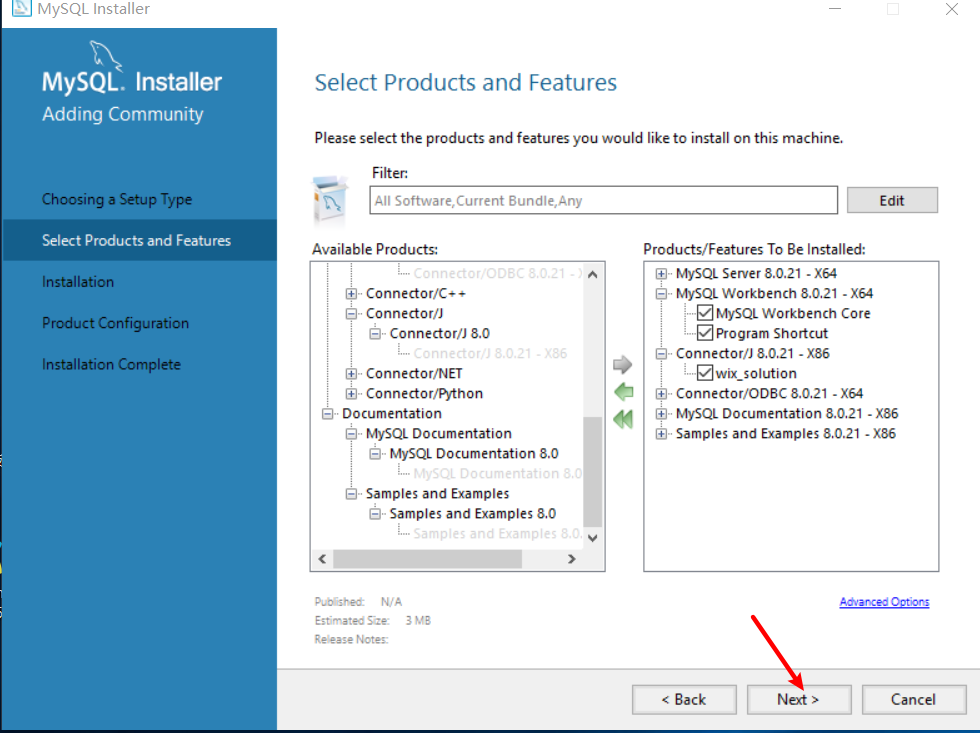 MySQL Installer
MySQL. Installer
Adding Community
Choosing a Setup Type
Select Products and Features
Installation
Product Configuration
Installation Complete
Select Products and Features
Please select the products and features you would like to install on this machine.
Filter:
All Software,Current Bundle,Any
Edit
Available Products:
Connector/ODBC 8.0.21 -
Connector/C++
Connector/J
Connector/J 8.0
Connector/J 8.0.21 - X86
Connector/NET
Connector/Python
Documentation
MySQL Documentation
MySQL Documentation 8.0
MySQL Documentation 8.0
Samples and Examples
Samples and Examples 8.0
Samples and Examples 8.0.
Products/Features To Be Installed:
MySQL Server 8.0.21 - X64
MySQL Workbench 8.0.21 - X64
MySQL Workbench Core
Program Shortcut
Connector/J 8.0.21 - X86
wix_solution
Connector/ODBC 8.0.21 - X64
MySQL Documentation 8.0.21 - X86
Samples and Examples 8.0.21 - X86
Published: N/A
Estimated Size: 3 MB
Release Notes:
Advanced Options
< Back
Next >
Cancel